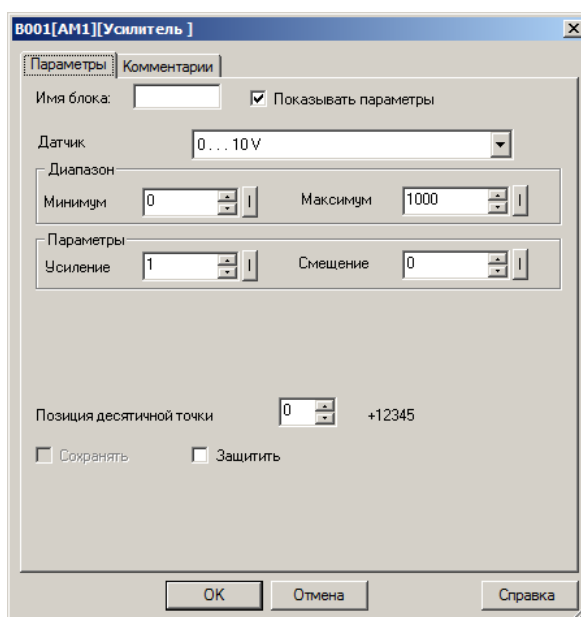 B001[AM1][Усилитель ]
Параметры Комментарии
Имя блока: Показывать параметры
Датчик 0...10V
Диапазон
Минимум 0 Максимум 1000
Параметры
Усиление 1 Смещение 0
Позиция десятичной точки 0 +12345
Сохранять Защитить
OK Отмена Справка